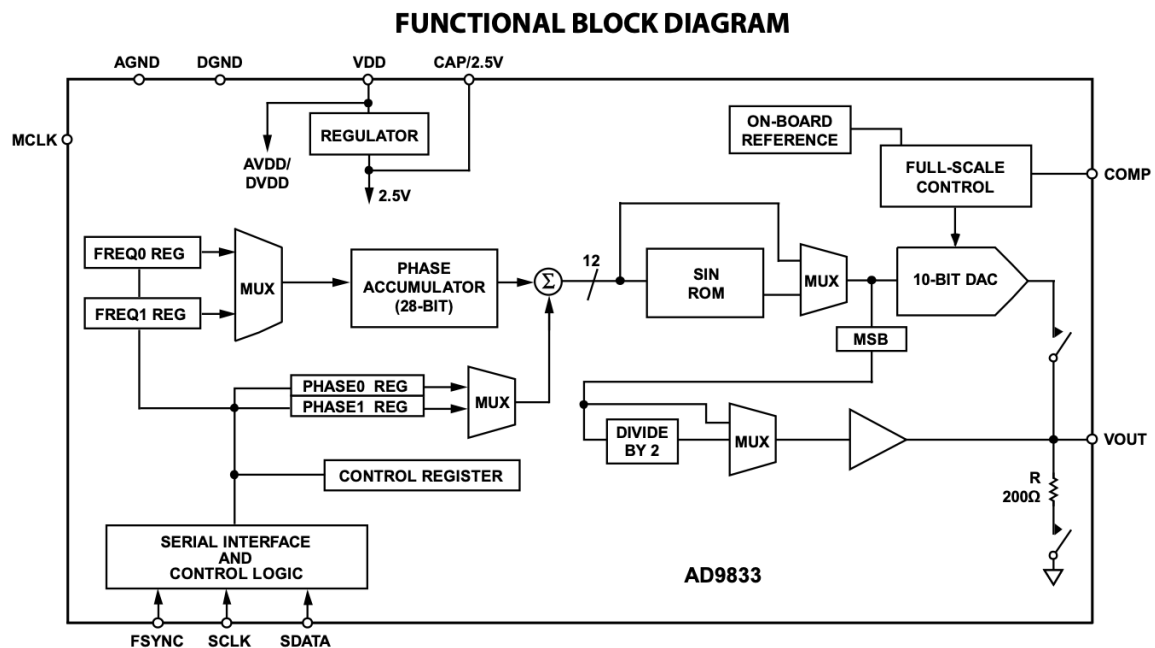 FUNCTIONAL BLOCK DIAGRAM
AGND
DGND
VDD
CAP/2.5V
MCLK
REGULATOR
AVDD/
DVDD
2.5V
ON-BOARD
REFERENCE
FULL-SCALE
CONTROL
COMP
FREQ0 REG
FREQ1 REG
MUX
PHASE
ACCUMULATOR
(28-BIT)
Σ
12
SIN
ROM
MUX
10-BIT DAC
MSB
PHASE0 REG
PHASE1 REG
MUX
DIVIDE
BY 2
MUX
VOUT
R
200Ω
CONTROL REGISTER
SERIAL INTERFACE
AND
CONTROL LOGIC
AD9833
FSYNC
SCLK
SDATA